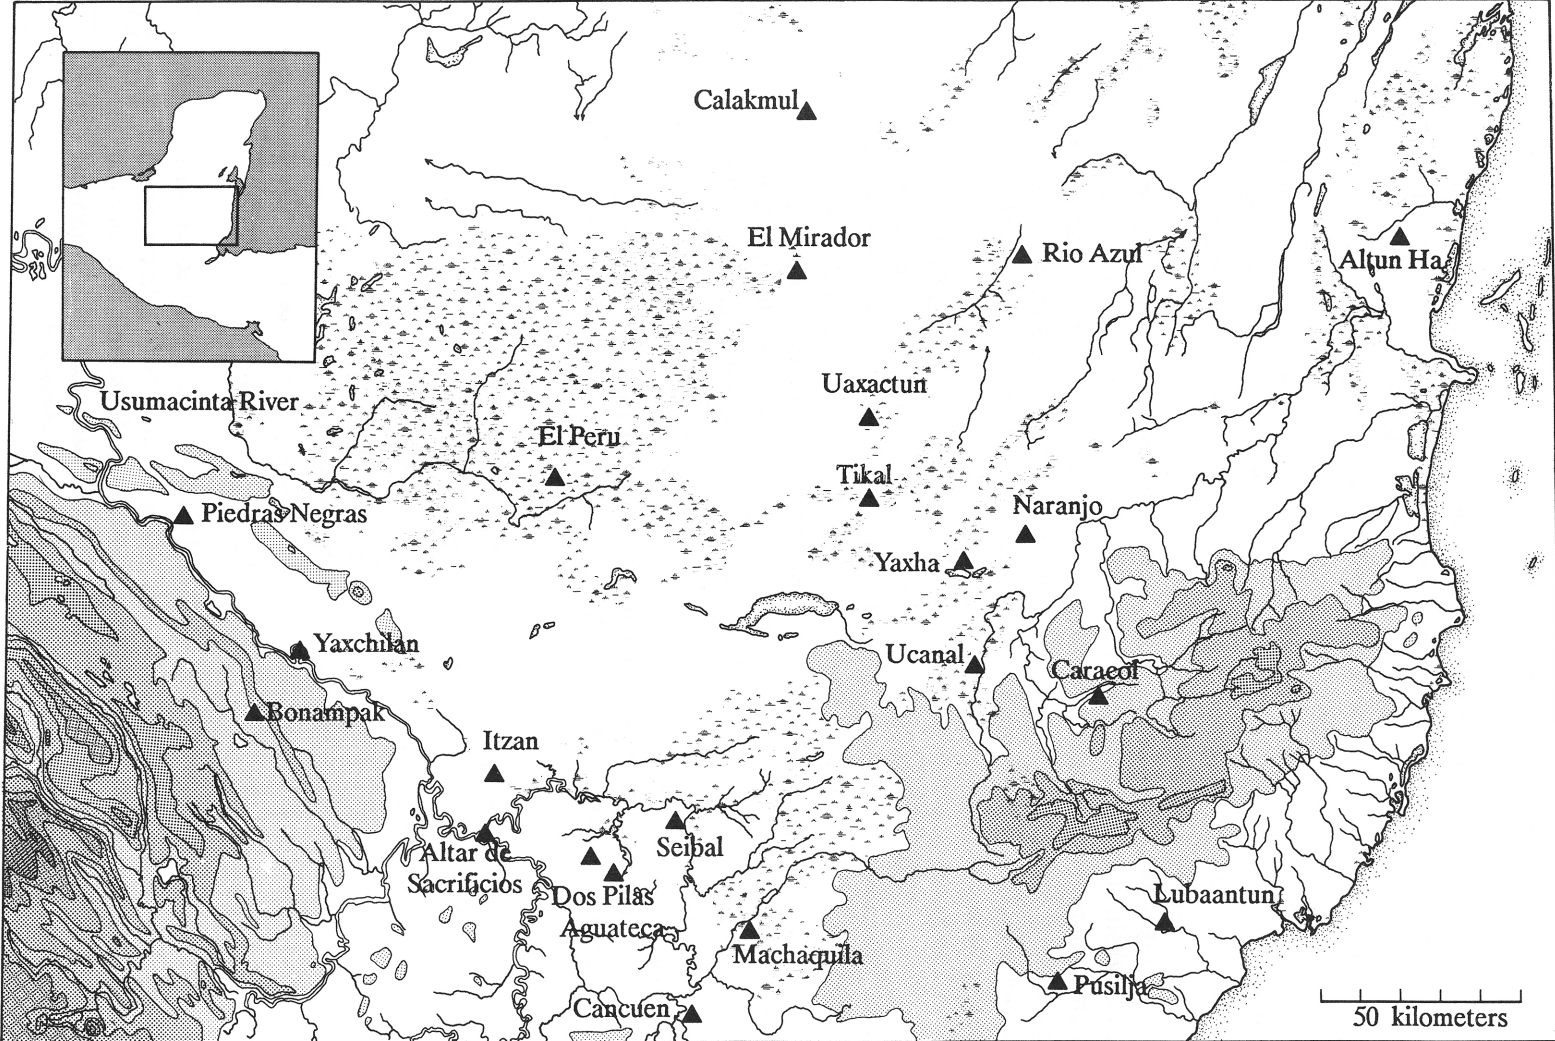 Calakmul
El Mirador
Rio Azul
Altun Ha
Uaxactun
Usumacinta River
El Peru
Tikal
Naranjo
Piedras Negras
Yaxha
Yaxchilan
Ucanal
Caracol
Bonampak
Itzan
Altar de
Sacrificios
Seibal
Dos Pilas
Aguateca
Lubaantun
Machaquila
Pusilja
Cancuen
50 kilometers